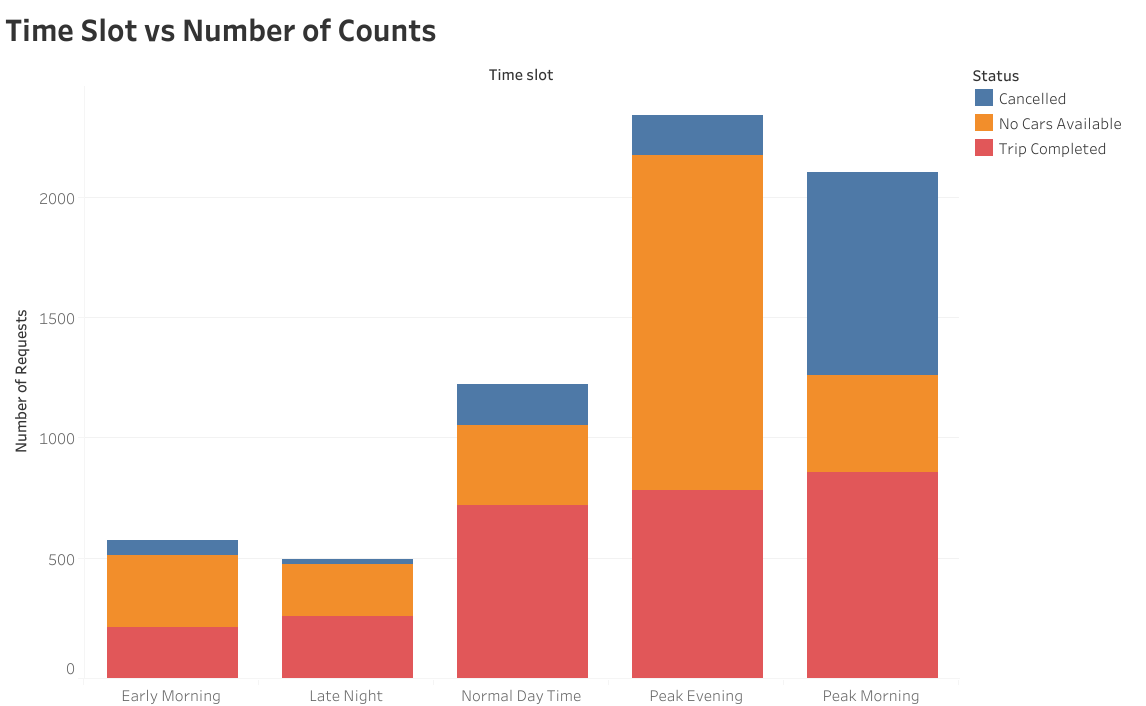 Time Slot vs Number of Counts
Time slot
Status
Cancelled
No Cars Available
Trip Completed
Number of Requests
2000
1500
1000
500
0
Early Morning
Late Night
Normal Day Time
Peak Evening
Peak Morning